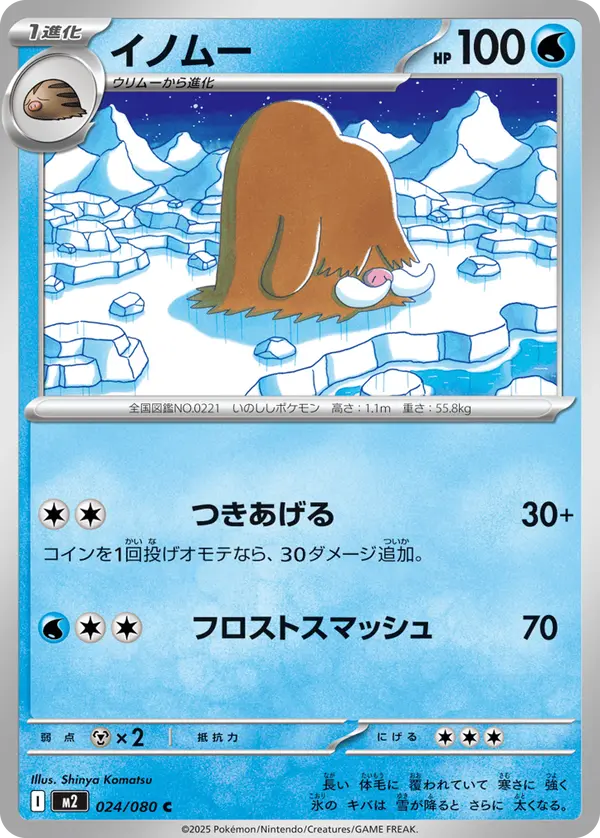 1進化
イノムー
HP 100
ウリムーから進化
全国図鑑NO.0221 いのししポケモン 高さ：1.1m 重さ：55.8kg
つきあげる 30+
コインを1回投げオモテなら、30ダメージ追加。
フロストスマッシュ 70
弱点 ×2 抵抗力 にげる
Illus. Shinya Komatsu
I M2 024/080 C
長い 体毛に 覆われていて 寒さに 強く
氷の キバは 雪が降ると さらに 太くなる。
©2025 Pokémon/Nintendo/Creatures/GAME FREAK.